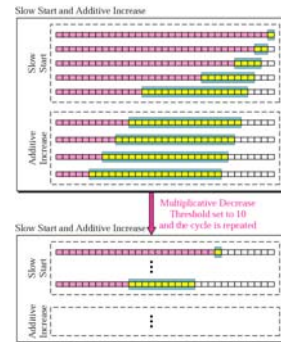 Slow Start and Additive Increase
Slow
Start
Additive
Increase
Multiplicative Decrease
Threshold set to 10
and the cycle is repeated
Slow Start and Additive Increase
Slow
Start
Additive
Increase